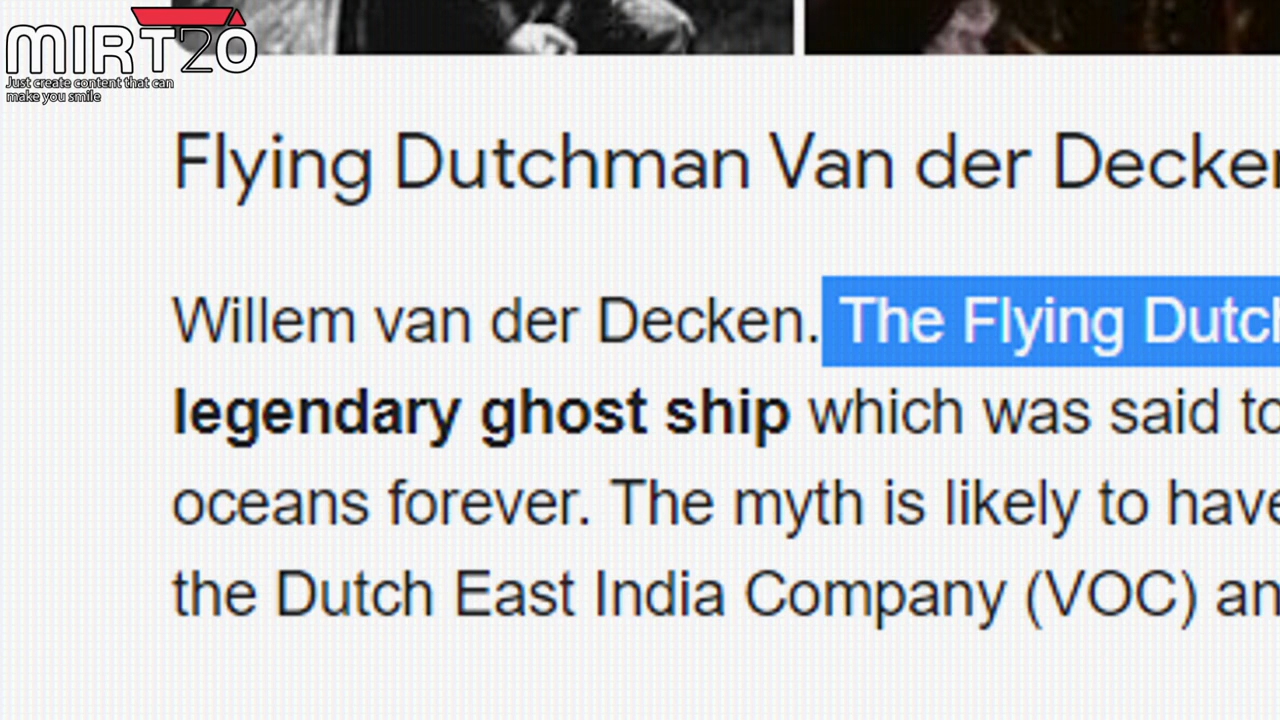 MIRT20
Just create content that can
make you smile
Flying Dutchman Van der Decken
Willem van der Decken. The Flying Dutch
legendary ghost ship which was said to
oceans forever. The myth is likely to have
the Dutch East India Company (VOC) an